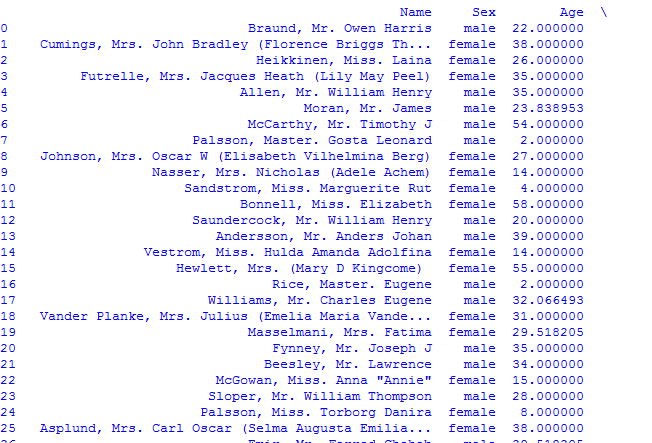 Name Sex Age \
0 Braund, Mr. Owen Harris male 22.000000
1 Cumings, Mrs. John Bradley (Florence Briggs Th... female 38.000000
2 Heikkinen, Miss. Laina female 26.000000
3 Futrelle, Mrs. Jacques Heath (Lily May Peel) female 35.000000
4 Allen, Mr. William Henry male 35.000000
5 Moran, Mr. James male 23.838953
6 McCarthy, Mr. Timothy J male 54.000000
7 Palsson, Master. Gosta Leonard male 2.000000
8 Johnson, Mrs. Oscar W (Elisabeth Vilhelmina Berg) female 27.000000
9 Nasser, Mrs. Nicholas (Adele Achem) female 14.000000
10 Sandstrom, Miss. Marguerite Rut female 4.000000
11 Bonnell, Miss. Elizabeth female 58.000000
12 Saundercock, Mr. William Henry male 20.000000
13 Andersson, Mr. Anders Johan male 39.000000
14 Vestrom, Miss. Hulda Amanda Adolfina female 14.000000
15 Hewlett, Mrs. (Mary D Kingcome) female 55.000000
16 Rice, Master. Eugene male 2.000000
17 Williams, Mr. Charles Eugene male 32.066493
18 Vander Planke, Mrs. Julius (Emelia Maria Vande... female 31.000000
19 Masselmani, Mrs. Fatima female 29.518205
20 Fynney, Mr. Joseph J male 35.000000
21 Beesley, Mr. Lawrence male 34.000000
22 McGowan, Miss. Anna "Annie" female 15.000000
23 Sloper, Mr. William Thompson male 28.000000
24 Palsson, Miss. Torborg Danira female 8.000000
25 Asplund, Mrs. Carl Oscar (Selma Augusta Emilia... female 38.000000